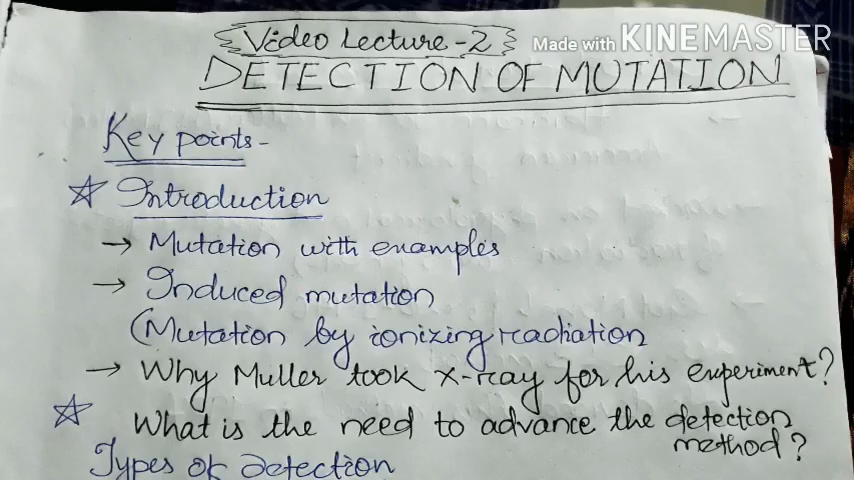 Video Lecture-2
Made with KINEMASTER
DETECTION OF MUTATION
Key points-
Introduction
→ Mutation with examples
→ Induced mutation
(Mutation by ionizing radiation
→ Why Muller took X-ray for his experiment?
What is the need to advance the detection
method?
Types of detection